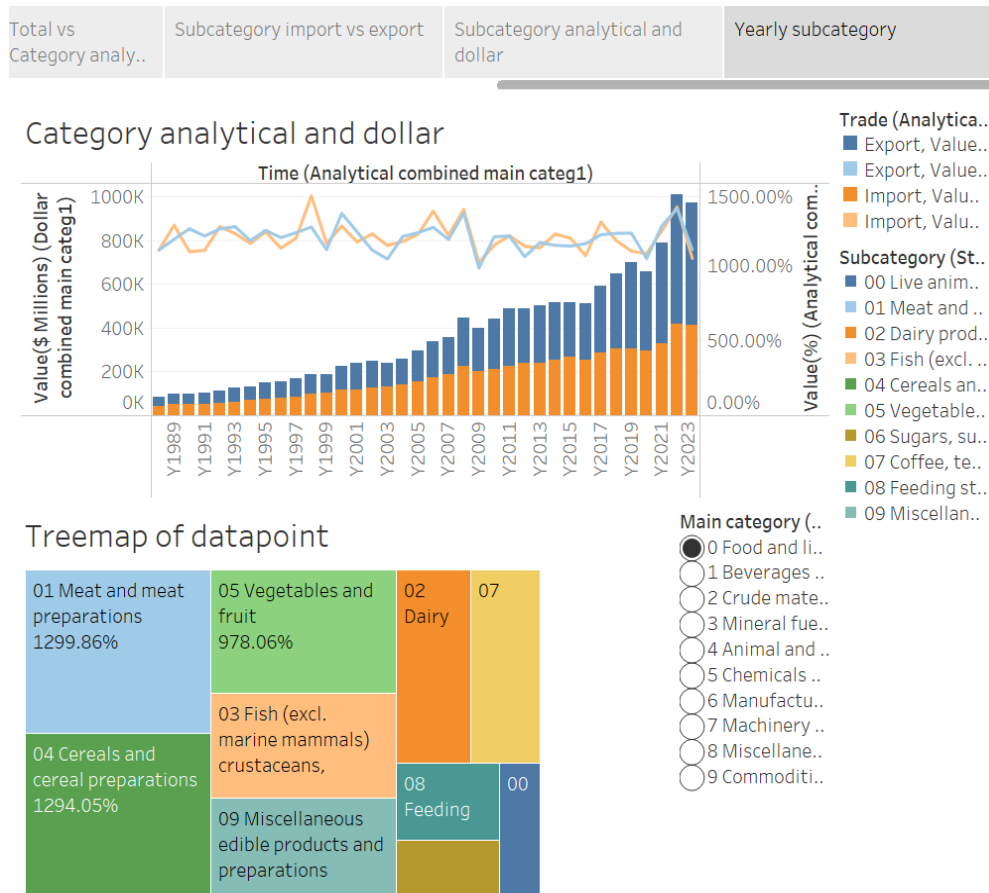 Total vs
Category analy..
Subcategory import vs export
Subcategory analytical and
dollar
Yearly subcategory
Category analytical and dollar
Time (Analytical combined main categ1)
Value($ Millions) (Dollar
combined main categ1)
1000K
800K
600K
400K
200K
0K
1500.00%
1000.00%
500.00%
0.00%
Value(%) (Analytical com..
Y1989
Y1991
Y1993
Y1995
Y1997
Y1999
Y2001
Y2003
Y2005
Y2007
Y2009
Y2011
Y2013
Y2015
Y2017
Y2019
Y2021
Y2023
Trade (Analytica..
Export, Value..
Export, Value..
Import, Valu..
Import, Valu..
Subcategory (St..
00 Live anim..
01 Meat and ..
02 Dairy prod..
03 Fish (excl. ..
04 Cereals an..
05 Vegetable..
06 Sugars, su..
07 Coffee, te..
08 Feeding st..
09 Miscellan..
Treemap of datapoint
01 Meat and meat
preparations
1299.86%
04 Cereals and
cereal preparations
1294.05%
05 Vegetables and
fruit
978.06%
03 Fish (excl.
marine mammals)
crustaceans,
09 Miscellaneous
edible products and
preparations
02
Dairy
07
08
Feeding
00
Main category (..
0 Food and li..
1 Beverages ..
2 Crude mate..
3 Mineral fue..
4 Animal and ..
5 Chemicals ..
6 Manufactu..
7 Machinery ..
8 Miscellane..
9 Commoditi..